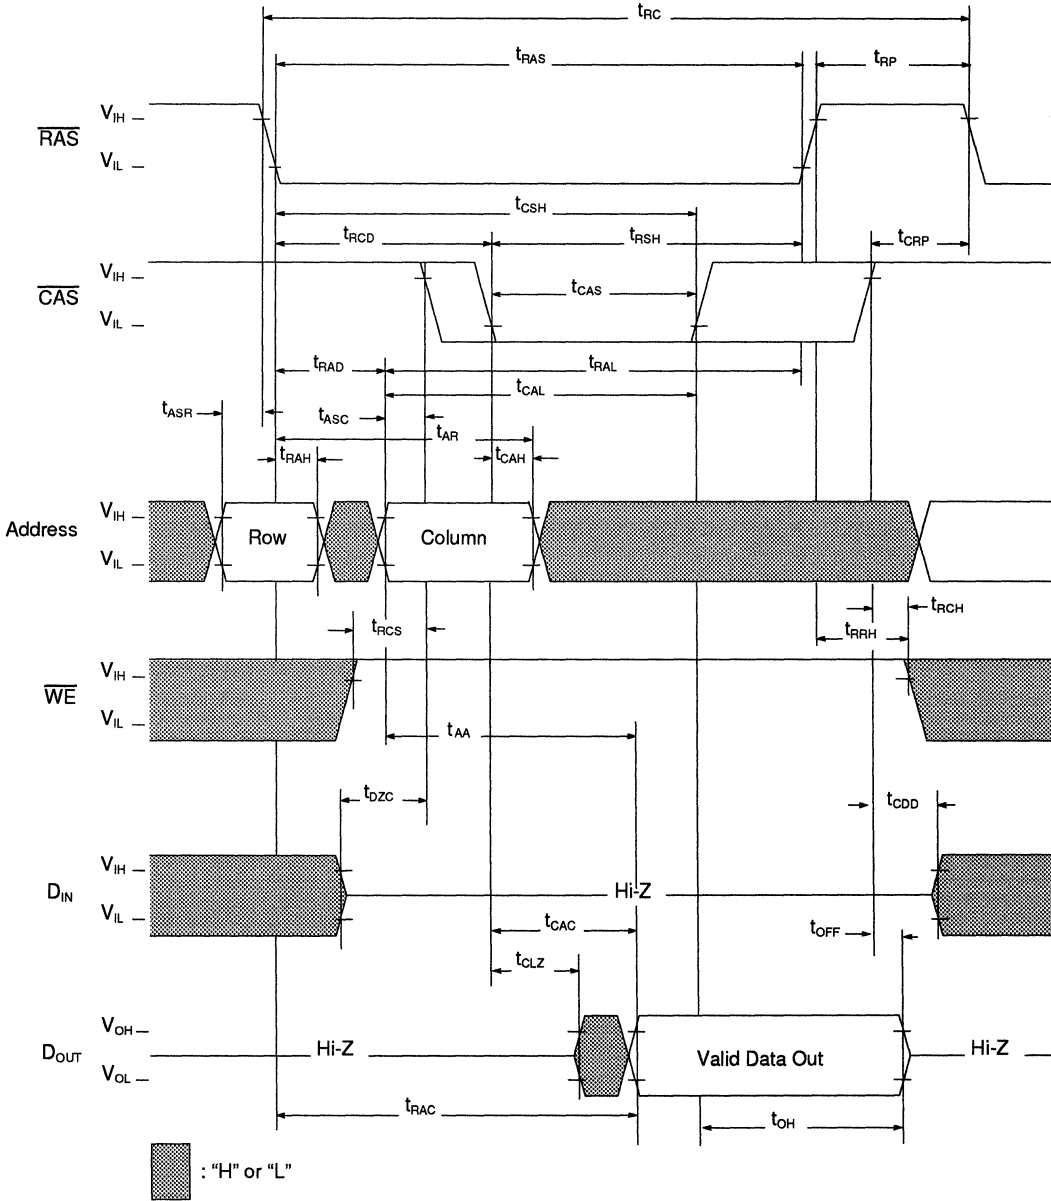 tRC
tRAS
tRP
RAS
VIH
VIL
tCSH
tRCD
tRSH
tCRP
CAS
VIH
VIL
tCAS
tRAD
tRAL
tCAL
tASR
tASC
tAR
tRAH
tCAH
Address
VIH
VIL
Row
Column
tRCS
tRCH
tRRH
WE
VIH
VIL
tAA
tDZC
tCDD
DIN
VIH
VIL
Hi-Z
tCAC
tOFF
tCLZ
DOUT
VOH
VOL
Hi-Z
Valid Data Out
Hi-Z
tRAC
tOH
: “H” or “L”